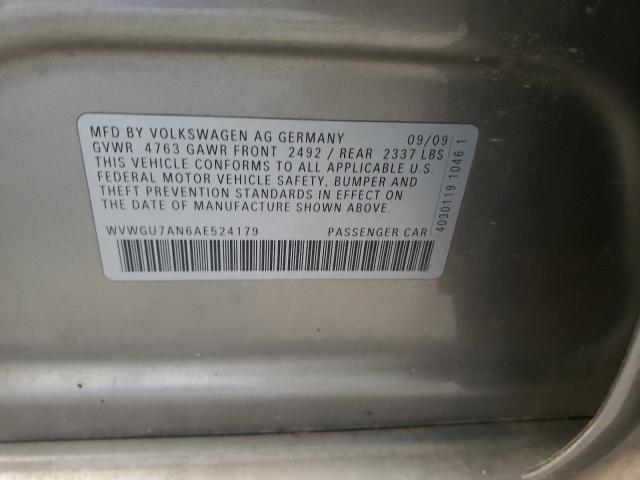 MFD BY VOLKSWAGEN AG GERMANY 09/09
GVWR 4763 GAWR FRONT 2492 / REAR 2337 LBS
THIS VEHICLE CONFORMS TO ALL APPLICABLE U.S.
FEDERAL MOTOR VEHICLE SAFETY, BUMPER AND
THEFT PREVENTION STANDARDS IN EFFECT ON
THE DATE OF MANUFACTURE SHOWN ABOVE.
WVWGU7AN6AE524179 PASSENGER CAR
4030119 1046 1